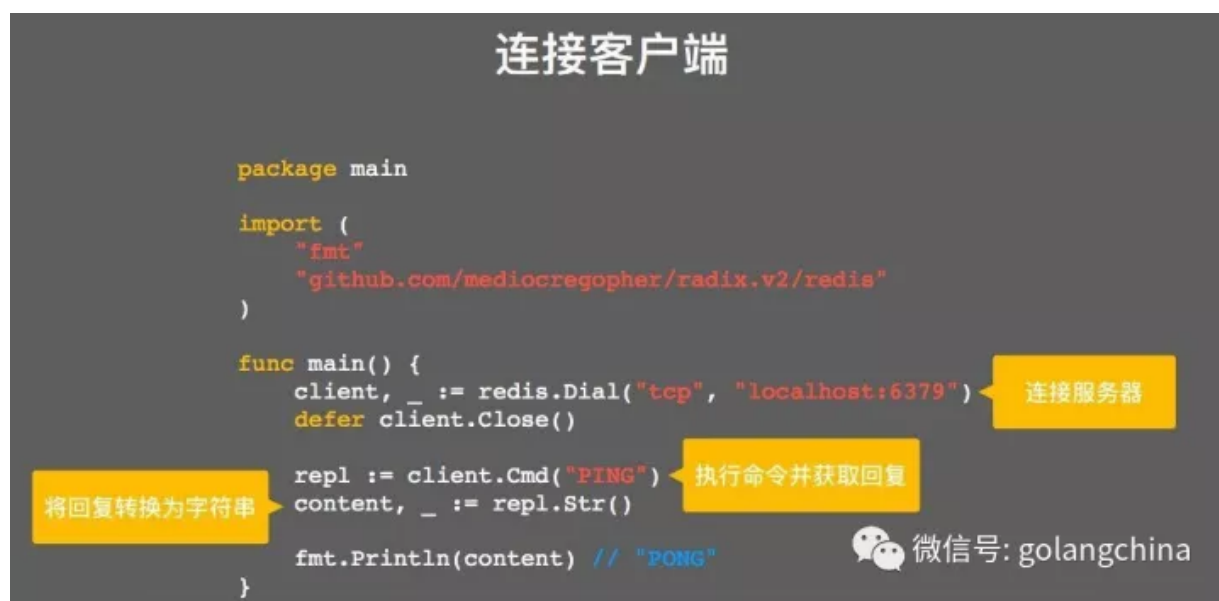 连接客户端
package main
import (
"fmt"
"github.com/mediocregopher/radix.v2/redis"
)
func main() {
client, _ := redis.Dial("tcp", "localhost:6379")
连接服务器
defer client.Close()
repl := client.Cmd("PING")
执行命令并获取回复
将回复转换为字符串
content, _ := repl.Str()
fmt.Println(content) // "PONG"
}
微信号: golangchina